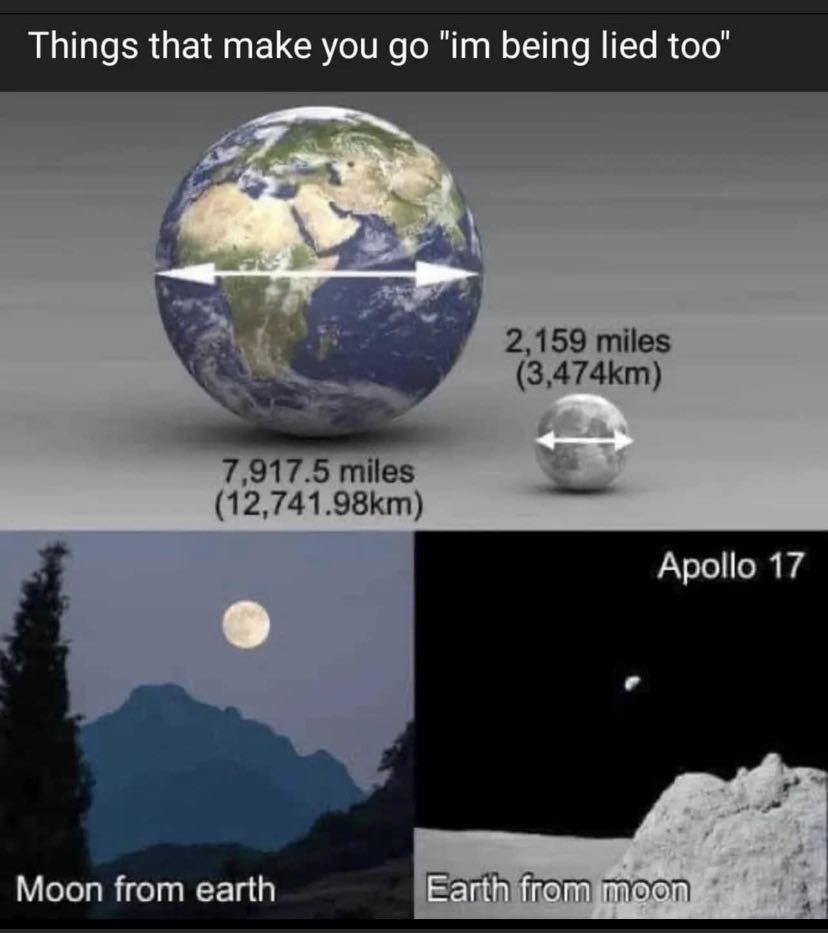 Things that make you go "im being lied too"
2,159 miles
(3,474km)
7,917.5 miles
(12,741.98km)
Apollo 17
Moon from earth
Earth from moon